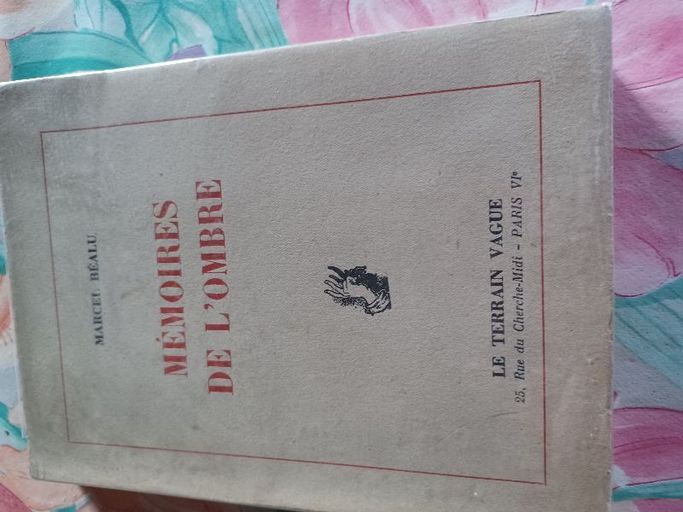 MARCEL BÉALU
MÉMOIRES
DE L'OMBRE
LE TERRAIN VAGUE
25, Rue du Cherche-Midi - PARIS VIe